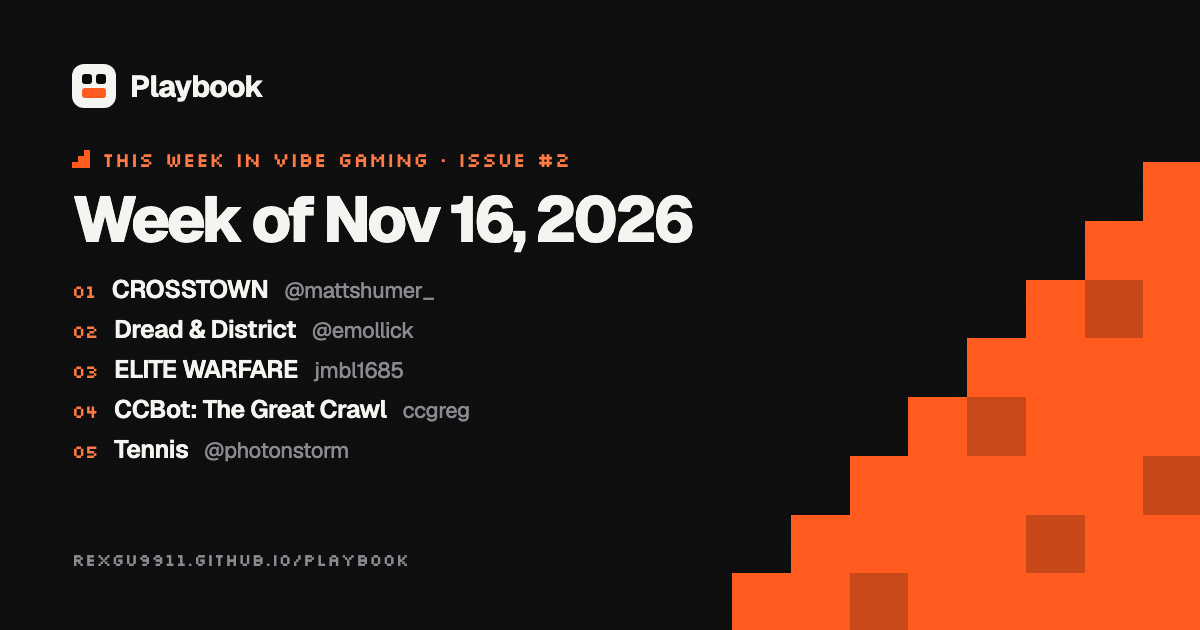 Playbook
THIS WEEK IN VIBE GAMING · ISSUE #2
Week of Nov 16, 2026
01 CROSSTOWN @mattshumer_
02 Dread & District @emollick
03 ELITE WARFARE jmbl1685
04 CCBot: The Great Crawl ccgreg
05 Tennis @photonstorm
REXGU9911.GITHUB.IO/PLAYBOOK